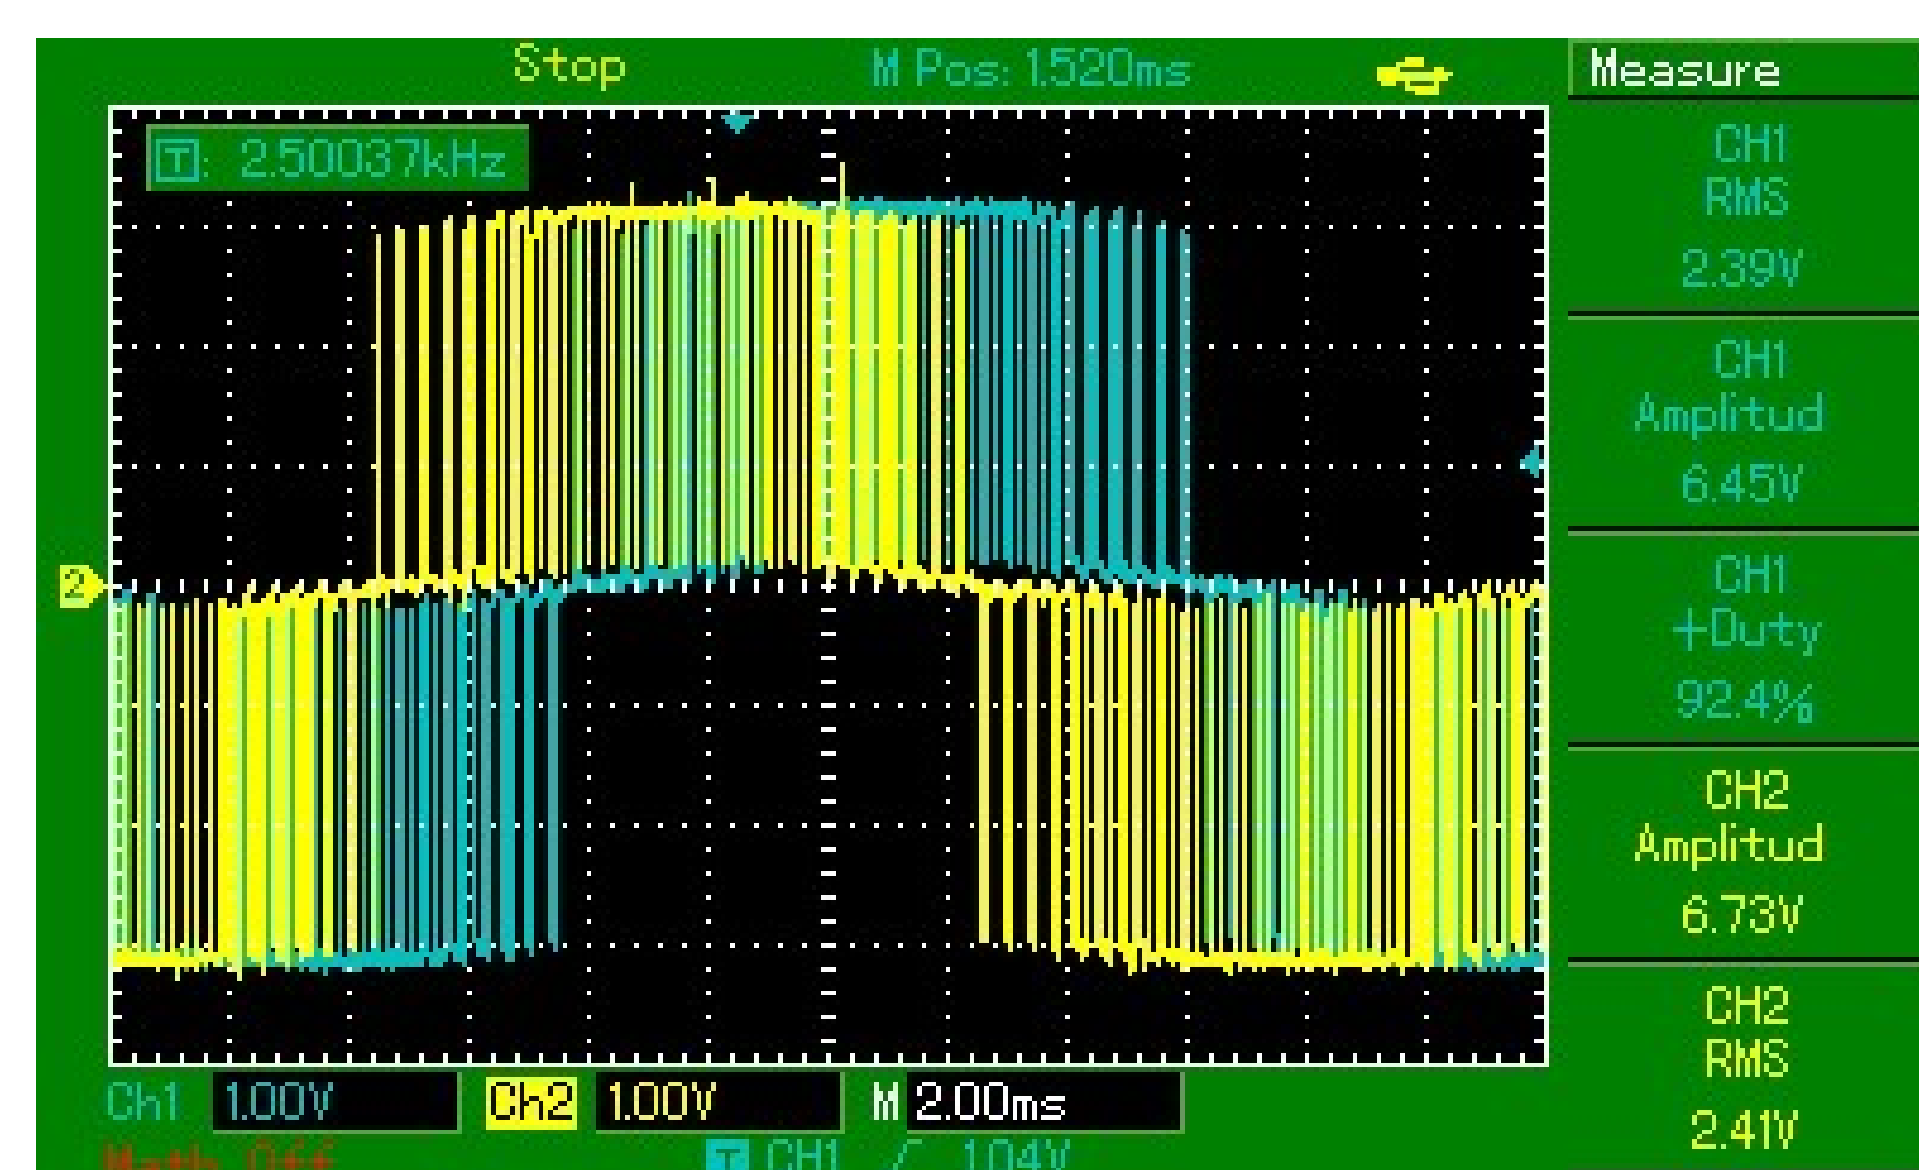 Stop
M Pos: 1.520ms
T: 2.50037kHz
2
Measure
CH1
RMS
2.39V
CH1
Amplitud
6.45V
CH1
+Duty
92.4%
CH2
Amplitud
6.73V
CH2
RMS
2.41V
Ch1 1.00V Ch2 1.00V M 2.00ms
Math Off T CH1 / 1.04V